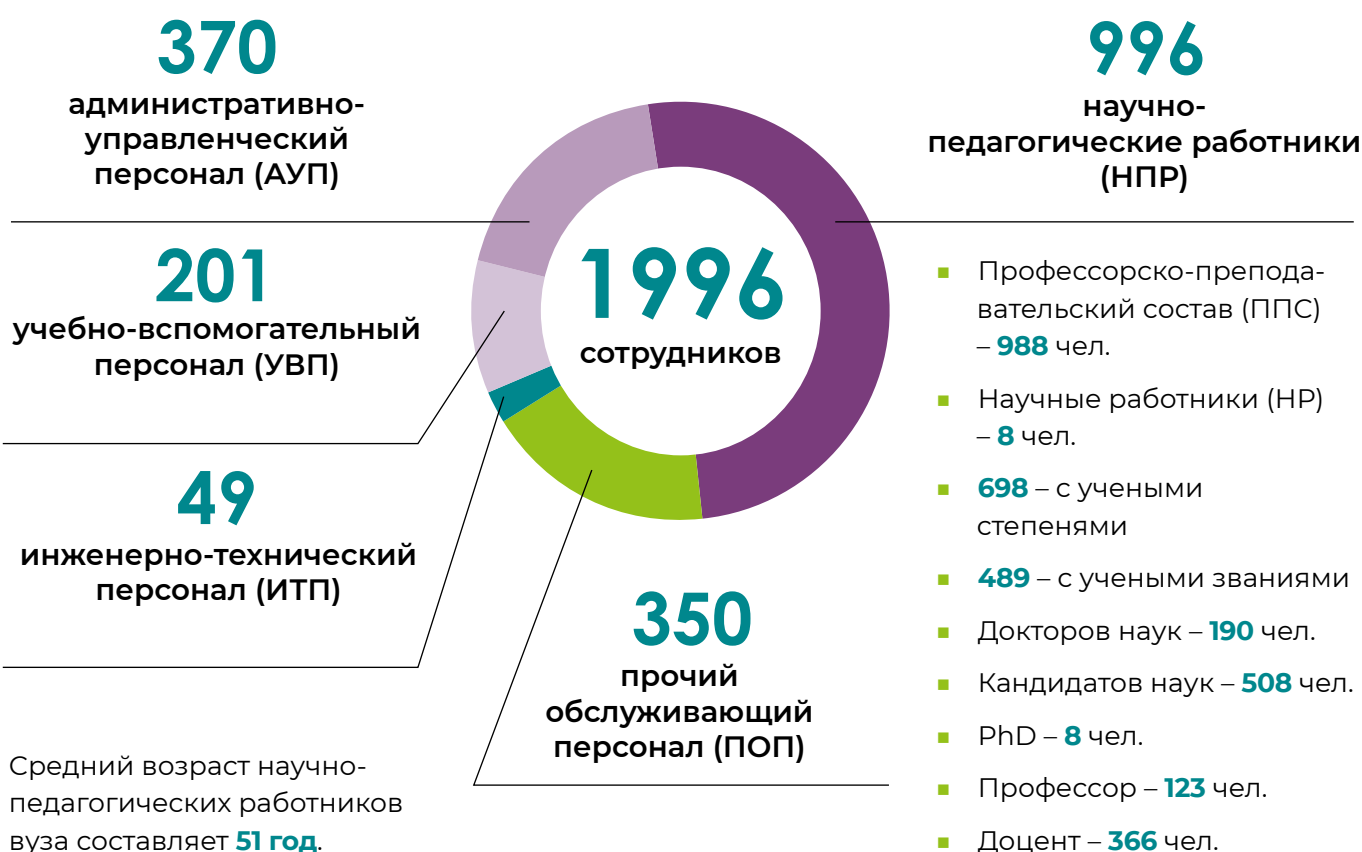 370
административно-
управленческий
персонал (АУП)
201
учебно-вспомогательный
персонал (УВП)
49
инженерно-технический
персонал (ИТП)
Средний возраст научно-
педагогических работников
вуза составляет 51 год.
1996
сотрудников
350
прочий
обслуживающий
персонал (ПОП)
996
научно-
педагогические работники
(НПР)
Профессорско-препода-
вательский состав (ППС)
– 988 чел.
Научные работники (НР)
– 8 чел.
698 – с учеными
степенями
489 – с учеными званиями
Докторов наук – 190 чел.
Кандидатов наук – 508 чел.
PhD – 8 чел.
Профессор – 123 чел.
Доцент – 366 чел.